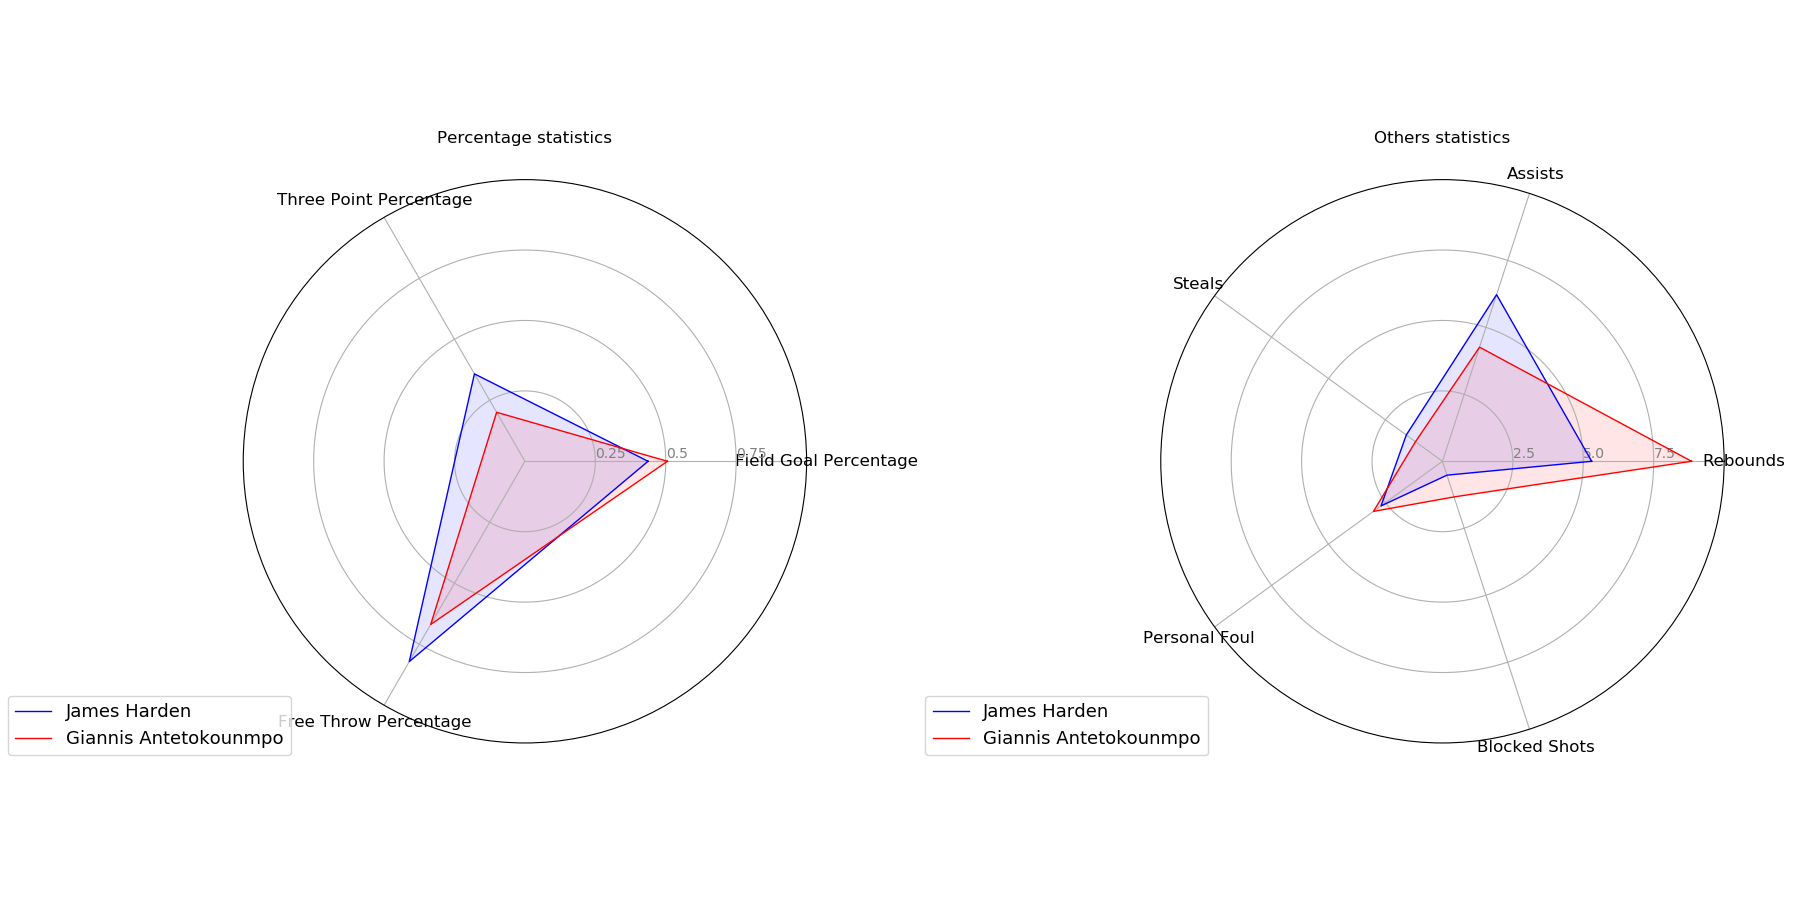 Percentage statistics
Three Point Percentage
0.25
0.5
0.75
Field Goal Percentage
Free Throw Percentage
James Harden
Giannis Antetokounmpo
Others statistics
Assists
Steals
2.5
5.0
7.5
Rebounds
Personal Foul
Blocked Shots
James Harden
Giannis Antetokounmpo